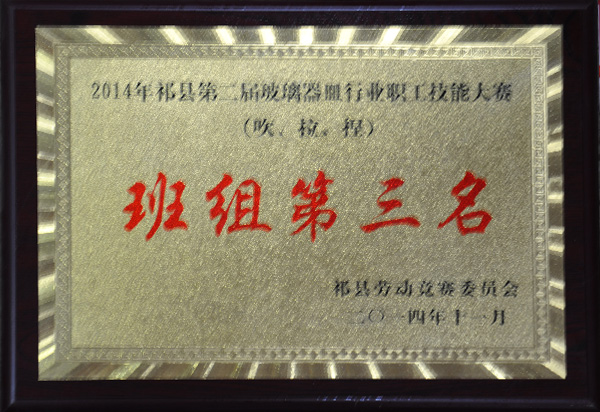 2014年祁县第二届玻璃器皿行业职工技能大赛
（吹、拉、捏）
班组第三名
祁县劳动竞赛委员会
二〇一四年十一月